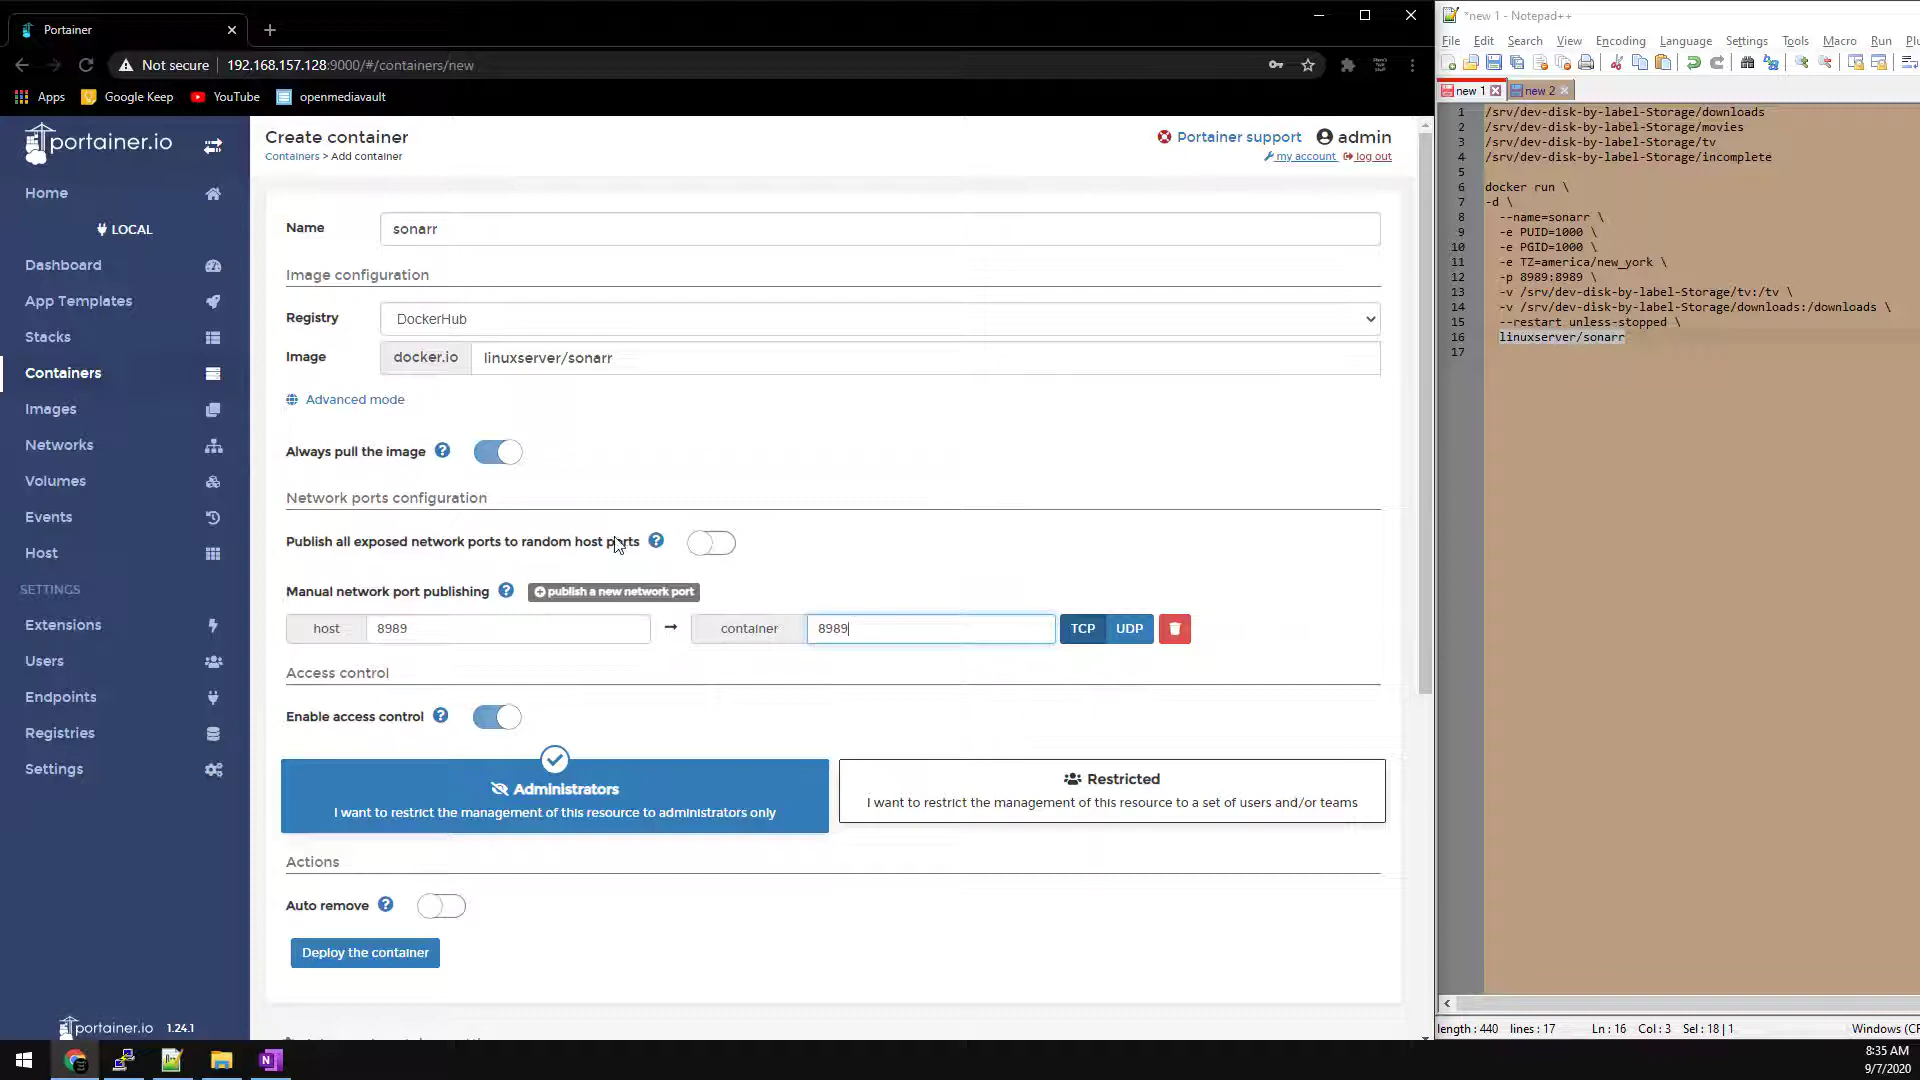 Portainer
Not secure
192.168.157.128:9000/#/containers/new
Apps
Google Keep
YouTube
openmediavault
portainer.io
Home
LOCAL
Dashboard
App Templates
Stacks
Containers
Images
Networks
Volumes
Events
Host
SETTINGS
Extensions
Users
Endpoints
Registries
Settings
portainer.io 1.24.1
Create container
Containers > Add container
Portainer support
admin
my account
log out
Name
sonarr
Image configuration
Registry
DockerHub
Image
docker.io
linuxserver/sonarr
Advanced mode
Always pull the image
Network ports configuration
Publish all exposed network ports to random host ports
Manual network port publishing
publish a new network port
host
8989
container
8989
TCP
UDP
Access control
Enable access control
Administrators
I want to restrict the management of this resource to administrators only
Restricted
I want to restrict the management of this resource to a set of users and/or teams
Actions
Auto remove
Deploy the container
*new 1 - Notepad++
File Edit Search View Encoding Language Settings Tools Macro Run
new 1
new 2
1 /srv/dev-disk-by-label-Storage/downloads
2 /srv/dev-disk-by-label-Storage/movies
3 /srv/dev-disk-by-label-Storage/tv
4 /srv/dev-disk-by-label-Storage/incomplete
5
6 docker run \
7 -d \
8 --name=sonarr \
9 -e PUID=1000 \
10 -e PGID=1000 \
11 -e TZ=america/new_york \
12 -p 8989:8989 \
13 -v /srv/dev-disk-by-label-Storage/tv:/tv \
14 -v /srv/dev-disk-by-label-Storage/downloads:/downloads \
15 --restart unless-stopped \
16 linuxserver/sonarr
17
length : 440 lines : 17
Ln : 16 Col : 3 Sel : 18 | 1
Windows (CR
8:35 AM
9/7/2020